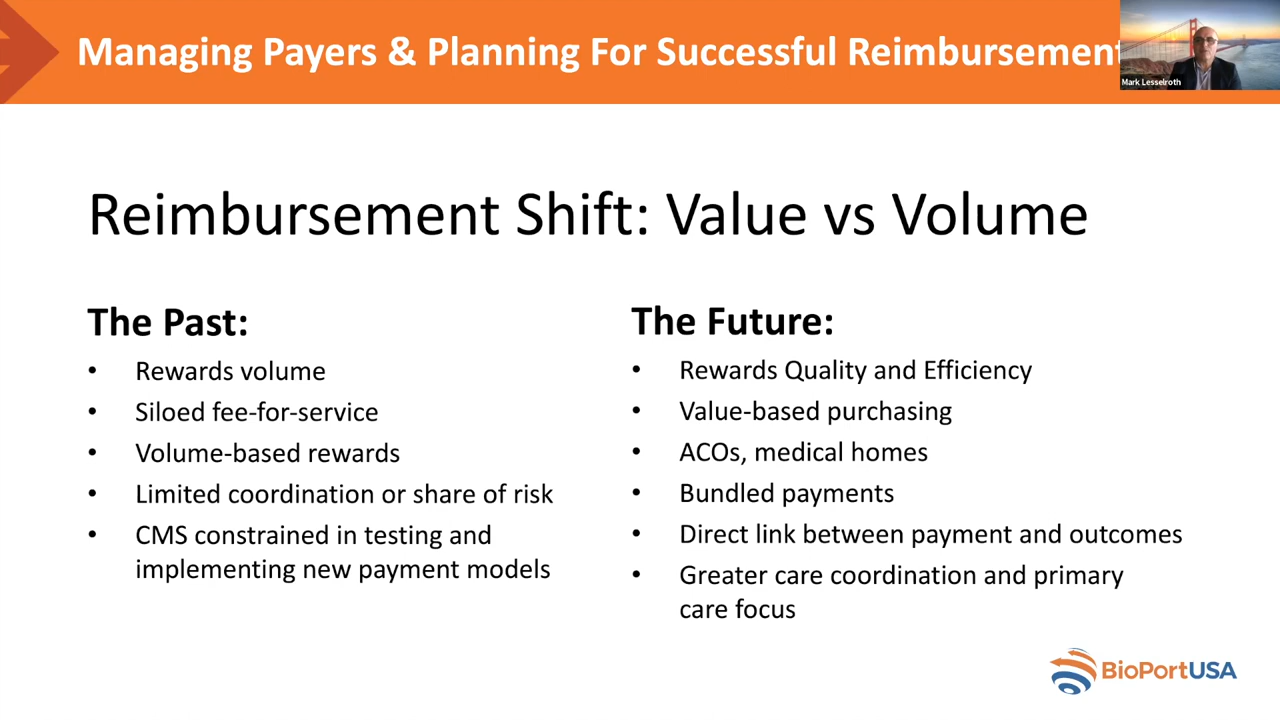 Managing Payers & Planning For Successful Reimbursement
Mark Lesselroth
Reimbursement Shift: Value vs Volume
The Past:
• Rewards volume
• Siloed fee-for-service
• Volume-based rewards
• Limited coordination or share of risk
• CMS constrained in testing and
implementing new payment models
The Future:
• Rewards Quality and Efficiency
• Value-based purchasing
• ACOs, medical homes
• Bundled payments
• Direct link between payment and outcomes
• Greater care coordination and primary
care focus
BioPortUSA